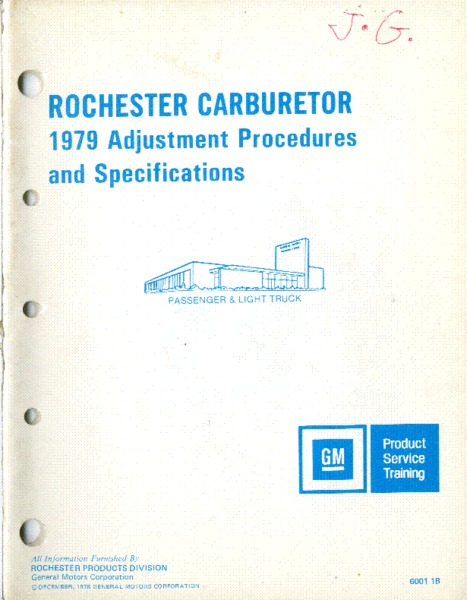 J. G.
ROCHESTER CARBURETOR
1979 Adjustment Procedures
and Specifications
PASSENGER & LIGHT TRUCK
GM
Product
Service
Training
All Information Furnished By
ROCHESTER PRODUCTS DIVISION
General Motors Corporation
© DECEMBER, 1978 GENERAL MOTORS CORPORATION
6001 1B